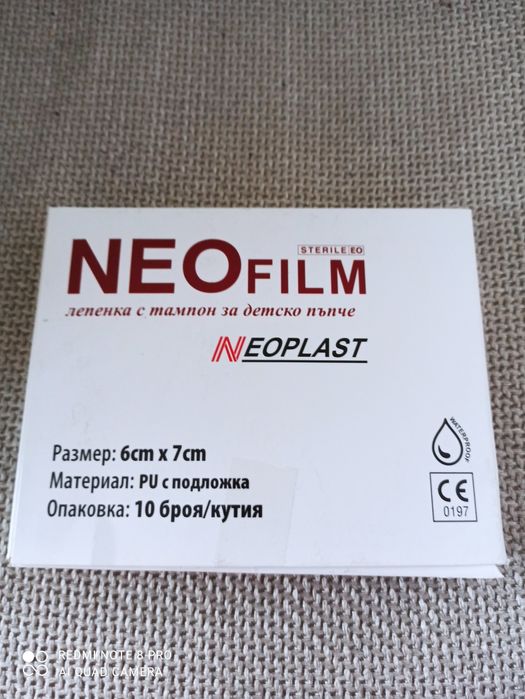 STERILE EO
NEOFILM
лепенка с тампон за детско пъпче
NEOPLAST
Размер: 6cm x 7cm
Материал: PU с подложка
Опаковка: 10 броя/кутия
WATERPROOF
CE
0197
REDMI NOTE 8 PRO
AI QUAD CAMERA